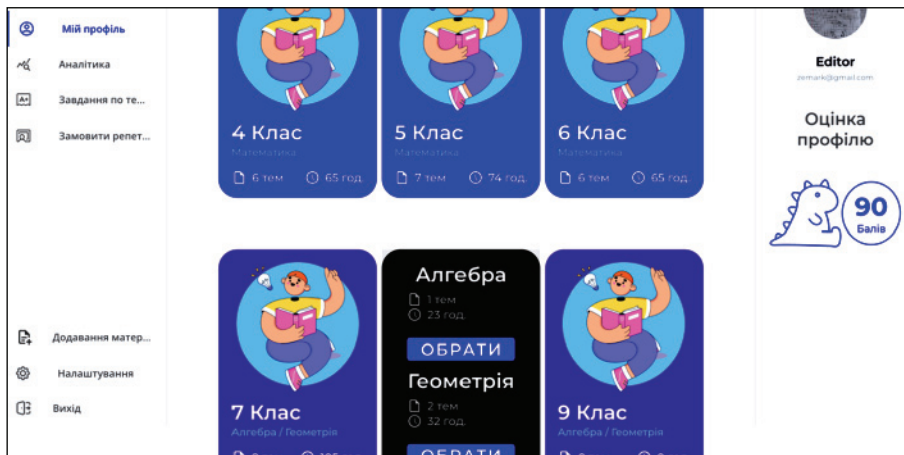 Мій профіль
Аналітика
Завдання по те...
Замовити репет...
Додавання матер...
Налаштування
Вихід
4 Клас
Математика
6 тем 65 год.
5 Клас
Математика
7 тем 74 год.
6 Клас
Математика
6 тем 65 год.
7 Клас
Алгебра / Геометрія
Алгебра
1 тем
23 год.
ОБРАТИ
Геометрія
2 тем
32 год.
ОБРАТИ
9 Клас
Алгебра / Геометрія
Editor
zemarik@gmail.com
Оцінка
профілю
90
Балів